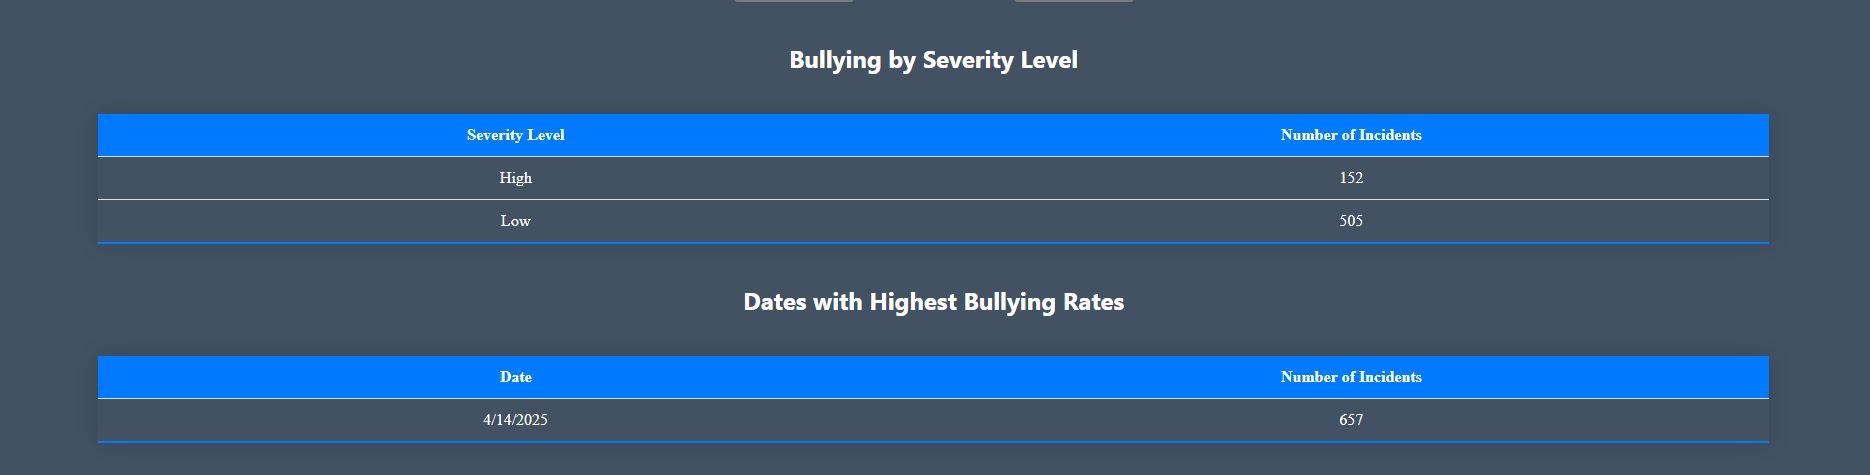 Bullying by Severity Level
Severity Level Number of Incidents
High 152
Low 505
Dates with Highest Bullying Rates
Date Number of Incidents
4/14/2025 657